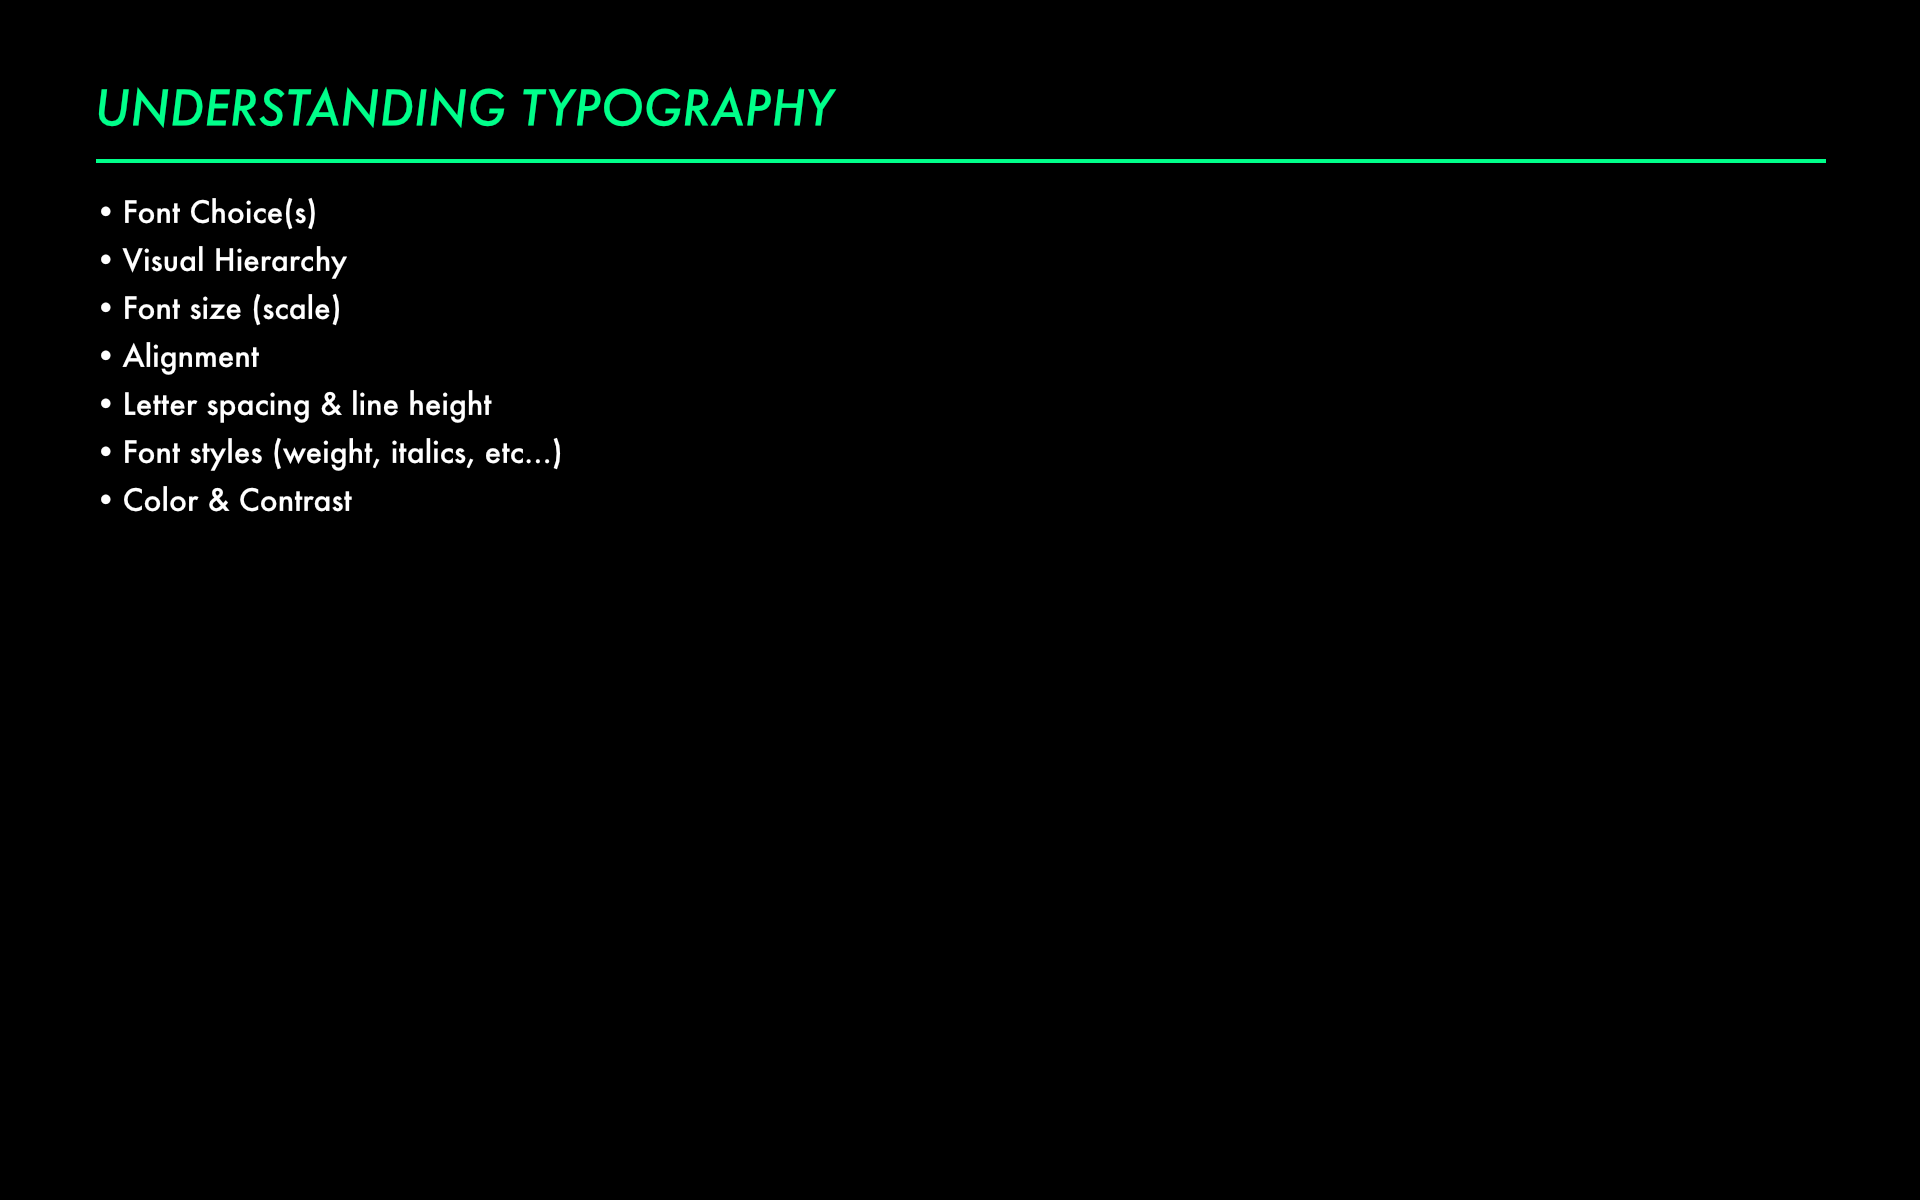 UNDERSTANDING TYPOGRAPHY
• Font Choice(s)
• Visual Hierarchy
• Font size (scale)
• Alignment
• Letter spacing & line height
• Font styles (weight, italics, etc...)
• Color & Contrast